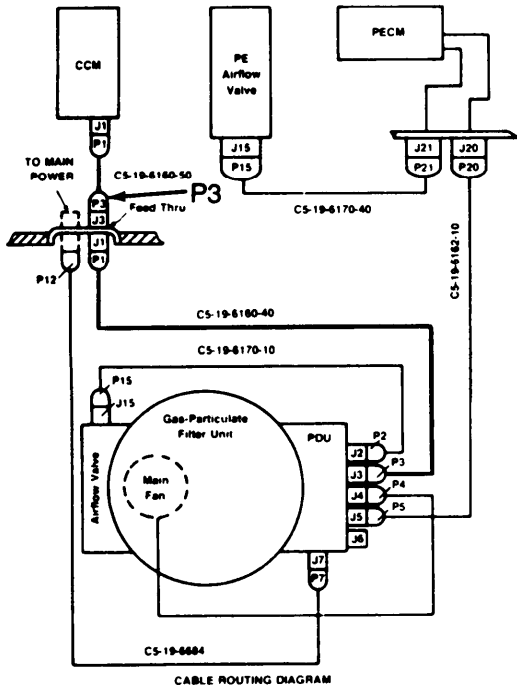 CCM
PE
Airflow
Valve
PECM
J1
P1
J15
P15
J21
P21
J20
P20
TO MAIN
POWER
C5-19-6160-50
P3
P3
J3
Feed Thru
J1
P1
P12
C5-19-6170-40
C5-19-6162-10
C5-19-6160-40
C5-19-6170-10
P15
J15
Gas-Particulate
Filter Unit
PDU
Airflow Valve
Main
Fan
J2
P2
J3
P3
J4
P4
J5
P5
J6
J7
P7
C5-19-6684
CABLE ROUTING DIAGRAM